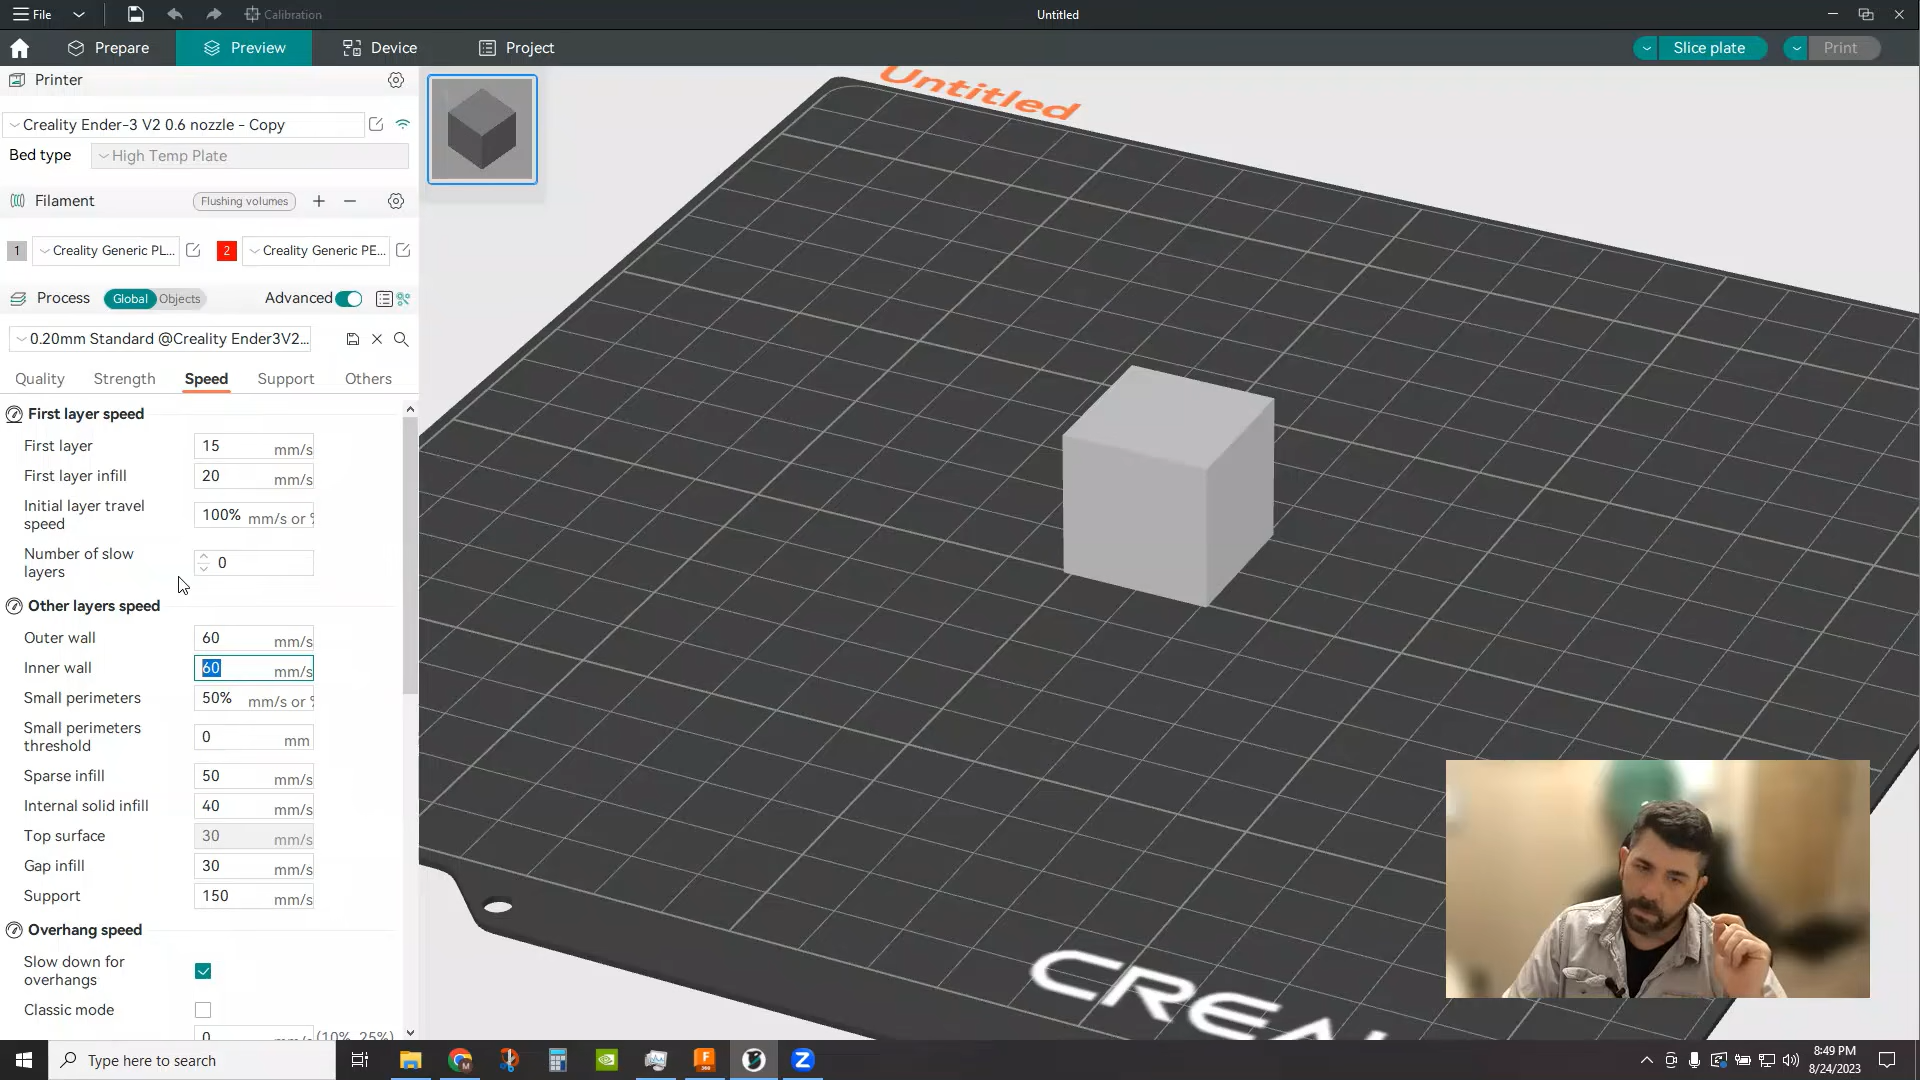 File
Calibration
Untitled
Prepare
Preview
Device
Project
Slice plate
Print
Printer
Creality Ender-3 V2 0.6 nozzle - Copy
Bed type
High Temp Plate
Filament
Flushing volumes
1
Creality Generic PL...
2
Creality Generic PE...
Process
Global
Objects
Advanced
0.20mm Standard @Creality Ender3V2...
Quality
Strength
Speed
Support
Others
First layer speed
First layer 15 mm/s
First layer infill 20 mm/s
Initial layer travel
speed
100% mm/s or
Number of slow
layers
0
Other layers speed
Outer wall 60 mm/s
Inner wall 60 mm/s
Small perimeters 50% mm/s or
Small perimeters
threshold
0 mm
Sparse infill 50 mm/s
Internal solid infill 40 mm/s
Top surface 30 mm/s
Gap infill 30 mm/s
Support 150 mm/s
Overhang speed
Slow down for
overhangs
Classic mode
0 mm/s (10%, 25%)
Untitled
CREA
Type here to search
8:49 PM
8/24/2023